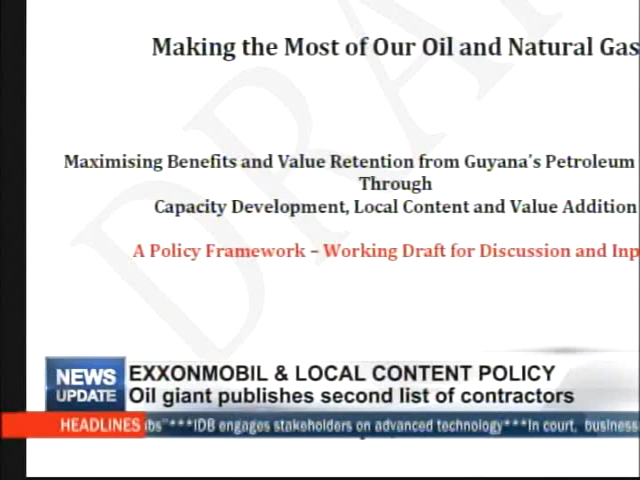 Making the Most of Our Oil and Natural Gas
DRA
Maximising Benefits and Value Retention from Guyana's Petroleum
Through
Capacity Development, Local Content and Value Addition
A Policy Framework – Working Draft for Discussion and Inp
NEWS
UPDATE
EXXONMOBIL & LOCAL CONTENT POLICY
Oil giant publishes second list of contractors
HEADLINES
ibs"***IDB engages stakeholders on advanced technology***In court, business